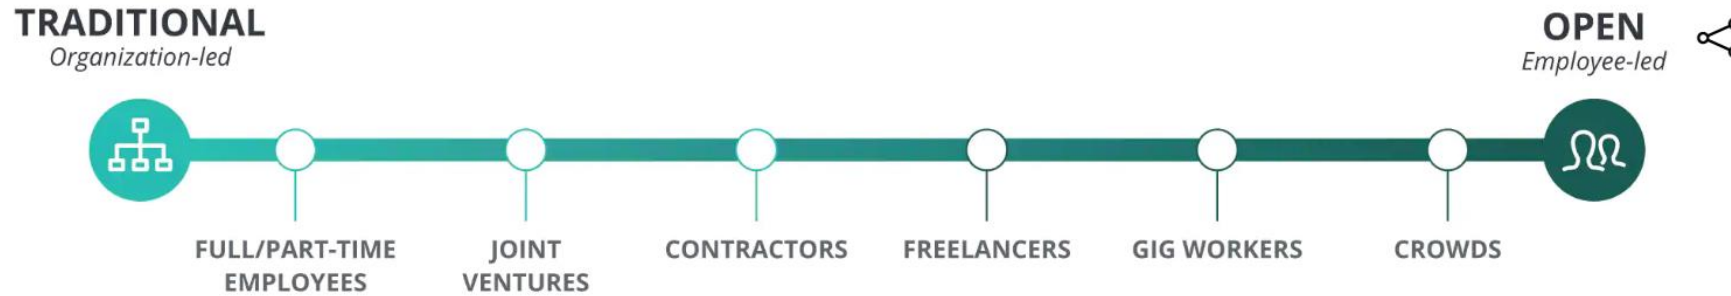 TRADITIONAL
Organization-led
OPEN
Employee-led
FULL/PART-TIME
EMPLOYEES
JOINT
VENTURES
CONTRACTORS
FREELANCERS
GIG WORKERS
CROWDS